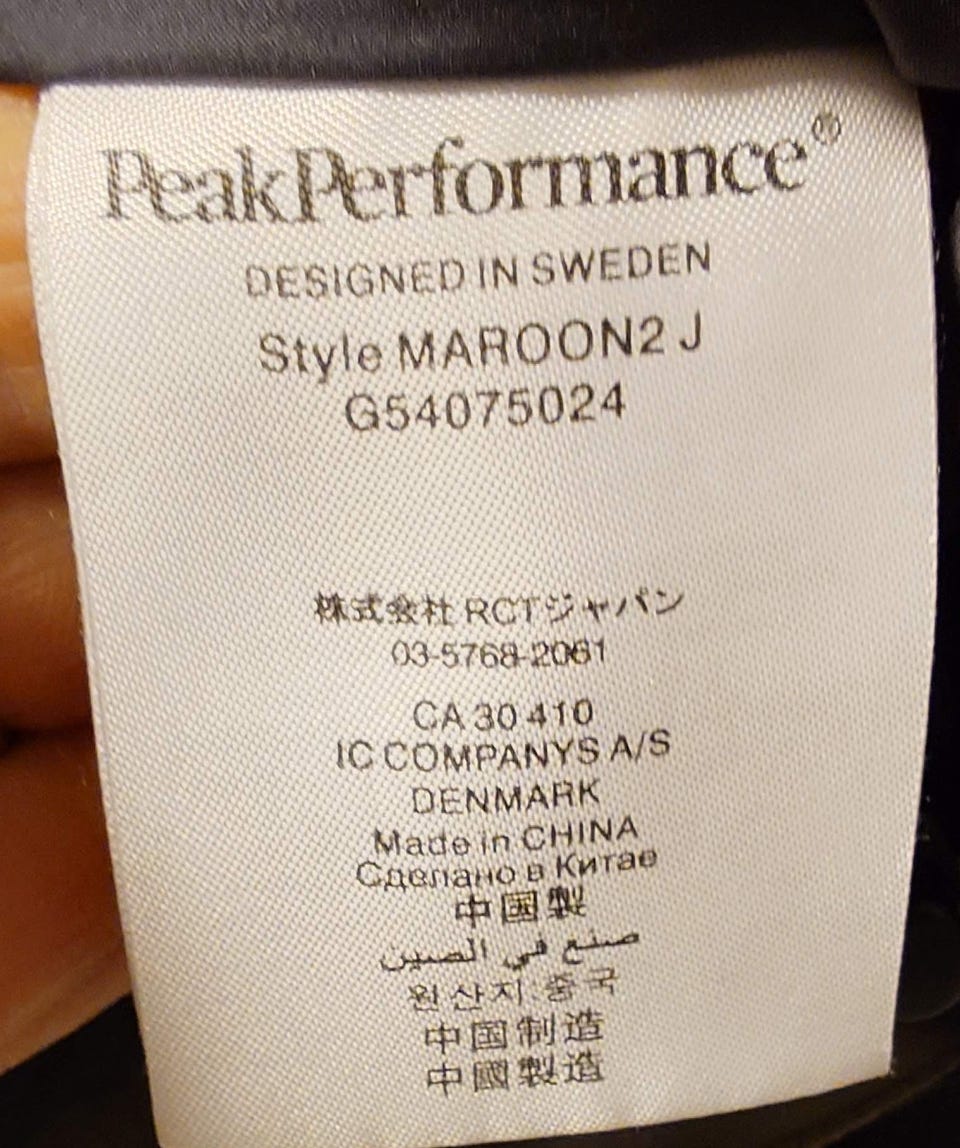 PeakPerformance®
DESIGNED IN SWEDEN
Style MAROON2 J
G54075024
株式会社 RCTジャパン
03-5768-2061
CA 30 410
IC COMPANYS A/S
DENMARK
Made in CHINA
Сделано в Китае
中国製
صنع في الصين
원산지:중국
中国制造
中國製造